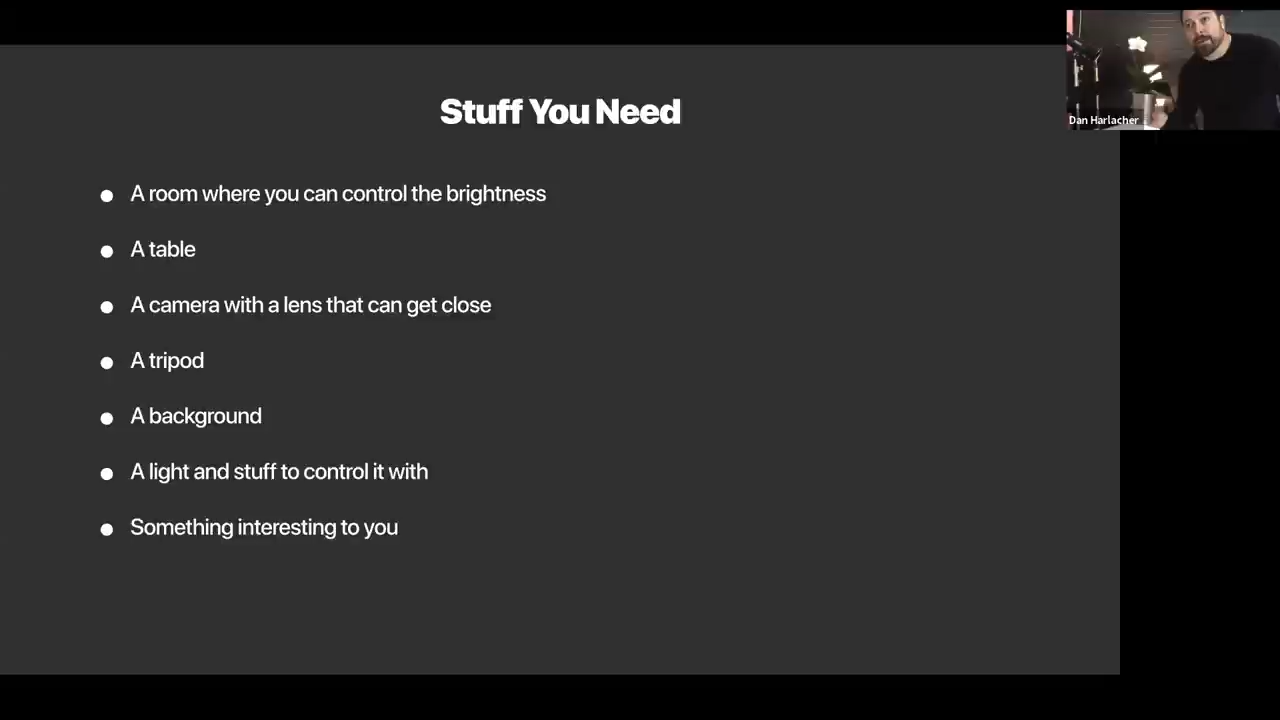 Stuff You Need
A room where you can control the brightness
A table
A camera with a lens that can get close
A tripod
A background
A light and stuff to control it with
Something interesting to you
Dan Harlacher